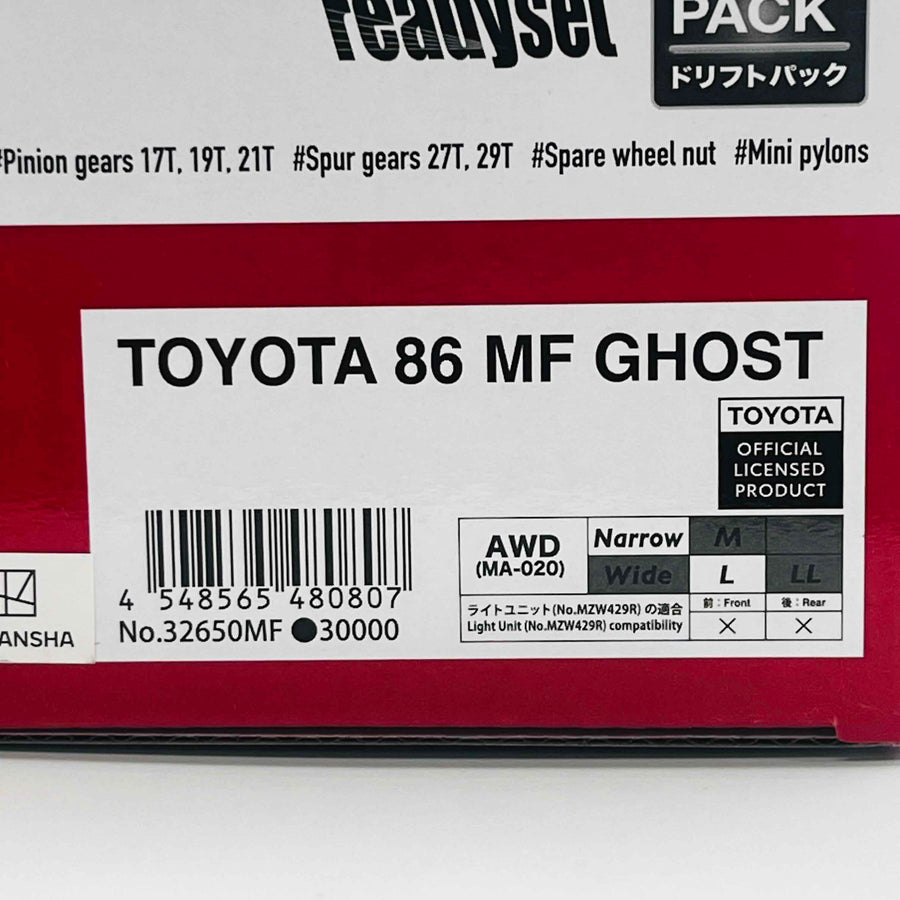 readyset
PACK
ドリフトパック
#Pinion gears 17T, 19T, 21T #Spur gears 27T, 29T #Spare wheel nut #Mini pylons
TOYOTA 86 MF GHOST
TOYOTA
OFFICIAL
LICENSED
PRODUCT
AWD
(MA-020)
Narrow M
Wide L LL
ライトユニット(No.MZW429R) の適合
Light Unit (No.MZW429R) compatibility
前：Front 後：Rear
× ×
4 548565 480807
No.32650MF ●30000
ANSHA